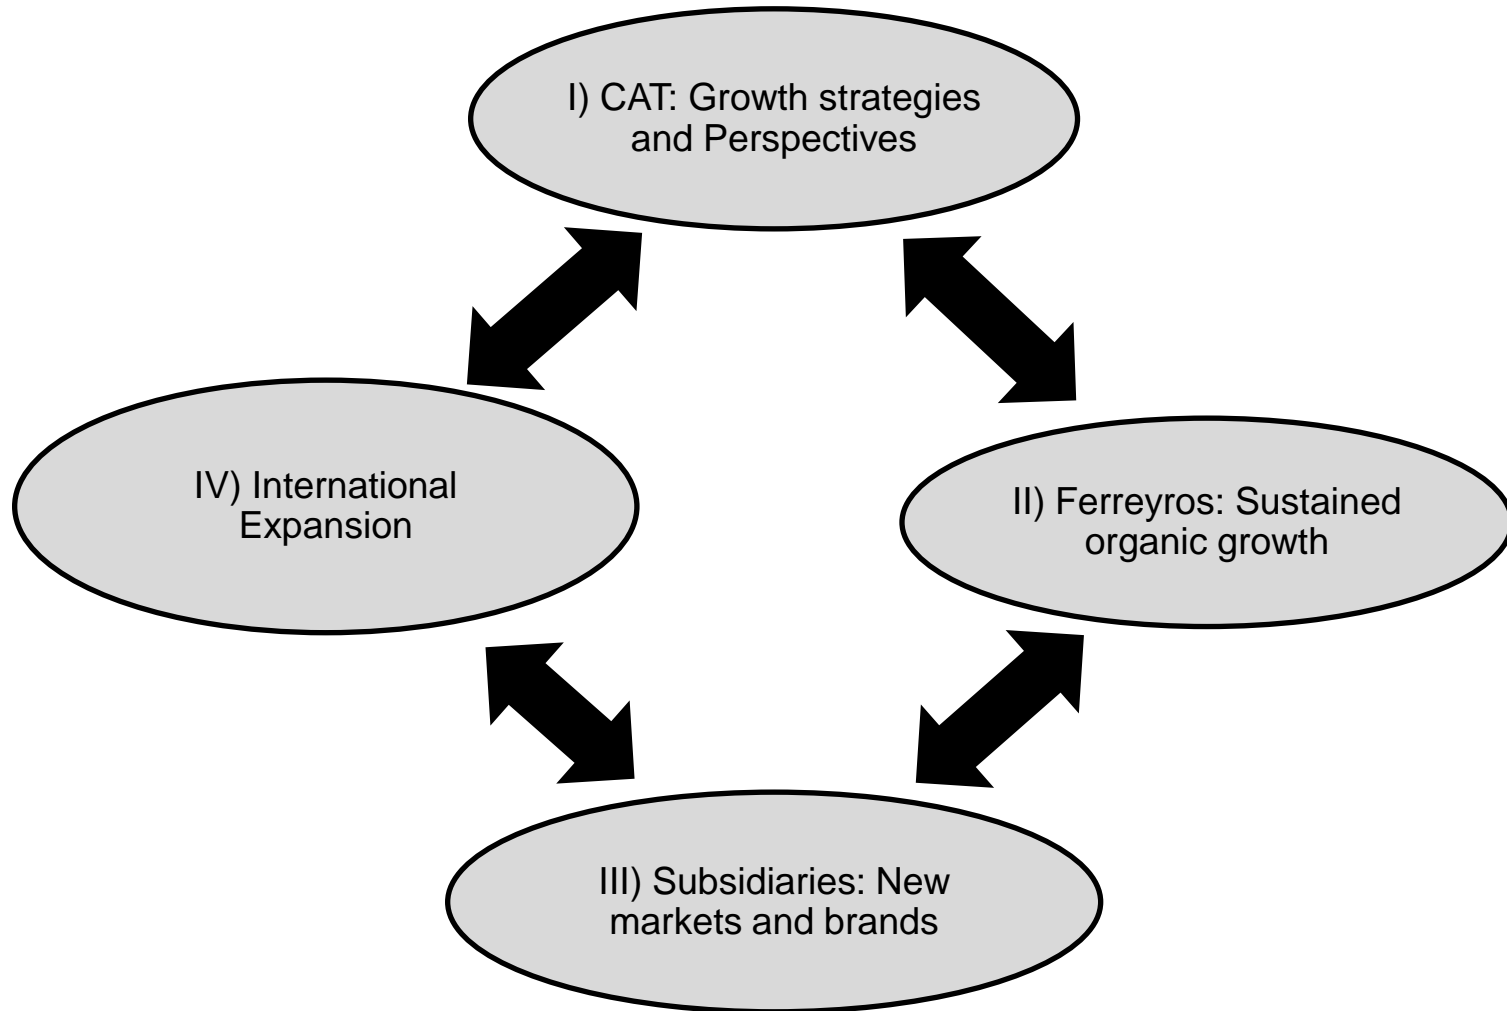 I) CAT: Growth strategies
and Perspectives
IV) International
Expansion
II) Ferreyros: Sustained
organic growth
III) Subsidiaries: New
markets and brands